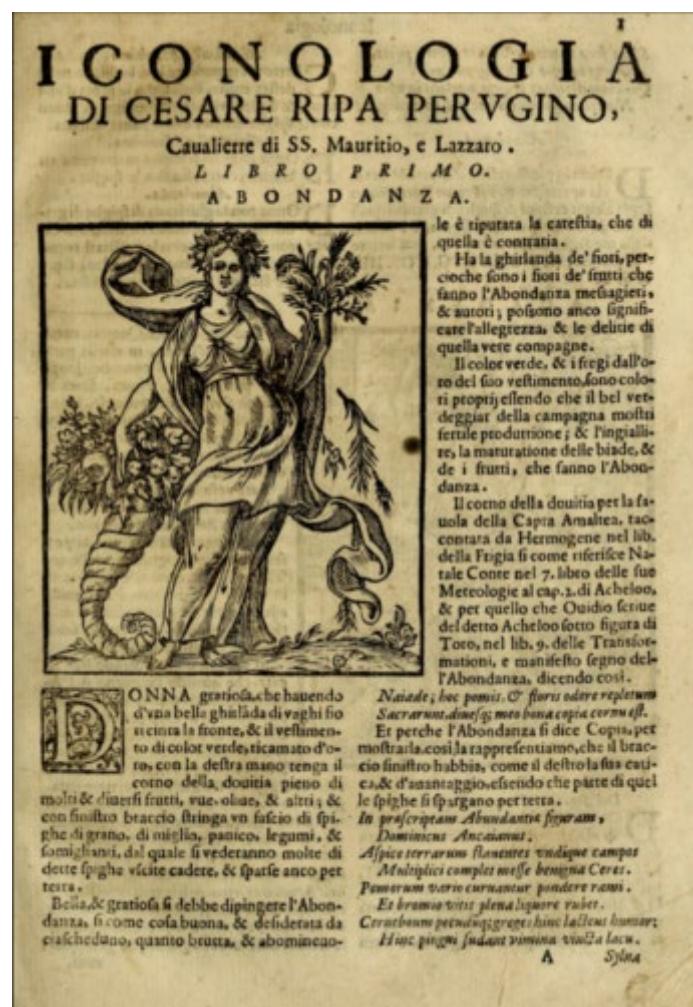 1
ICONOLOGIA
DI CESARE RIPA PERVGINO,
Caualiere di SS. Mauritio, e Lazzaro.
LIBRO PRIMO.
ABONDANZA.
DONNA gratiosa, che hauendo
d'vna bella ghirlãda di vaghi fio
ri cinta la fronte, & il vestimen-
to di color verde, ricamato d'o-
ro, con la destra mano tenga il
corno della douitia pieno di
molti & diuersi frutti, vue, oliue, & altri; &
con sinistro braccio stringa vn fascio di spi-
ghe di grano, di miglio, panico, legumi, &
somiglianti, dal quale si vederanno molte di
dette spighe vscite cadere, & sparse anco per
terra.
Bella, & gratiosa si debbe dipingere l'Abon-
danza, si come cosa buona, & desiderata da
ciascheduno, quanto brutta, & abomineuo-
le è riputata la carestia, che di
quella è contraria.
Ha la ghirlanda de' fiori, per-
cioche sono i fiori de' frutti che
fanno l'Abondanza messagieri,
& autori; possono anco signifi-
care l'allegrezza, & le delitie di
quella vere compagne.
Il color verde, & i fregi dall'o-
ro del suo vestimento, sono colo-
ri proprij essendo che il bel ver-
deggiar della campagna mostri
fertile produttione; & l'ingialli-
re, la maturatione delle biade, &
de i frutti, che fanno l'Abon-
danza.
Il corno della douitia per la fa-
uola della Capra Amaltea, rac-
contata da Hermogene nel lib.
della Frigia si come riferisce Na-
tale Conte nel 7. libro delle sue
Meteologie al cap. 2. di Acheloo,
& per quello che Ouidio scriue
del detto Acheloo sotto figura di
Toro, nel lib. 9. delle Transfor-
mationi, e manifesto segno del-
l'Abondanza, dicendo così.
Naiade; hoc pomis, & floris odore repletum
Sacrarunt, diuesq; meo bona copia cornu est.
Et perche l'Abondanza si dice Copia, per
mostrarla, così, la rappresentiamo, che il brac-
cio sinistro habbia, come il destro la sua cari-
ca, & d'auantaggio, essendo che parte di quel
le spighe si spargano per terra.
In præscriptam Abundantiæ figuram,
Dominicus Ancaianus.
Aspice terrarum flauentes vndique campos
Multiplici complet messe benigna Ceres.
Pomorum vario curuantur pondere rami.
Et bromio vitis plena liquore rubet.
Cerne boum pecudūq; greges hinc lacteus humor;
Hinc pingui sudant vimina vincta lacu.
A Sylua